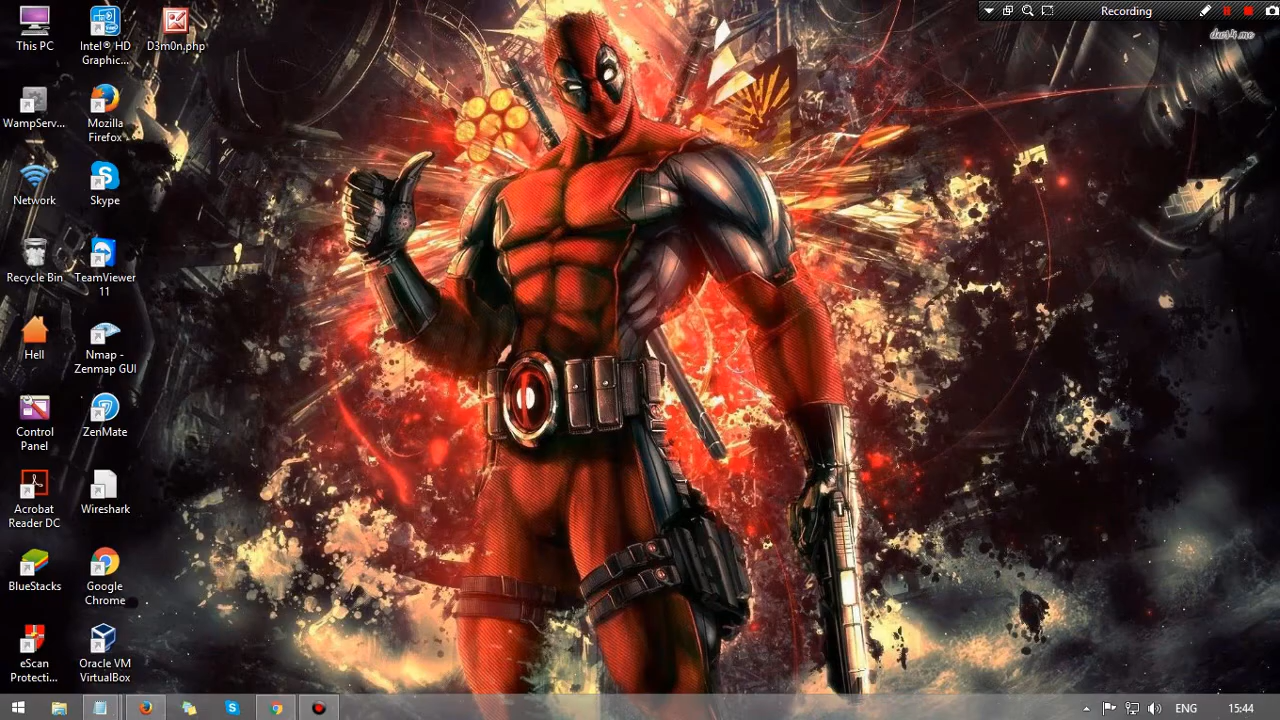 This PC
Intel® HD
Graphic...
D3m0n.php
WampServ...
Mozilla
Firefox
Network
Skype
Recycle Bin
TeamViewer
11
Hell
Nmap -
Zenmap GUI
Control
Panel
ZenMate
Acrobat
Reader DC
Wireshark
BlueStacks
Google
Chrome
eScan
Protecti...
Oracle VM
VirtualBox
Recording
ENG
15:44